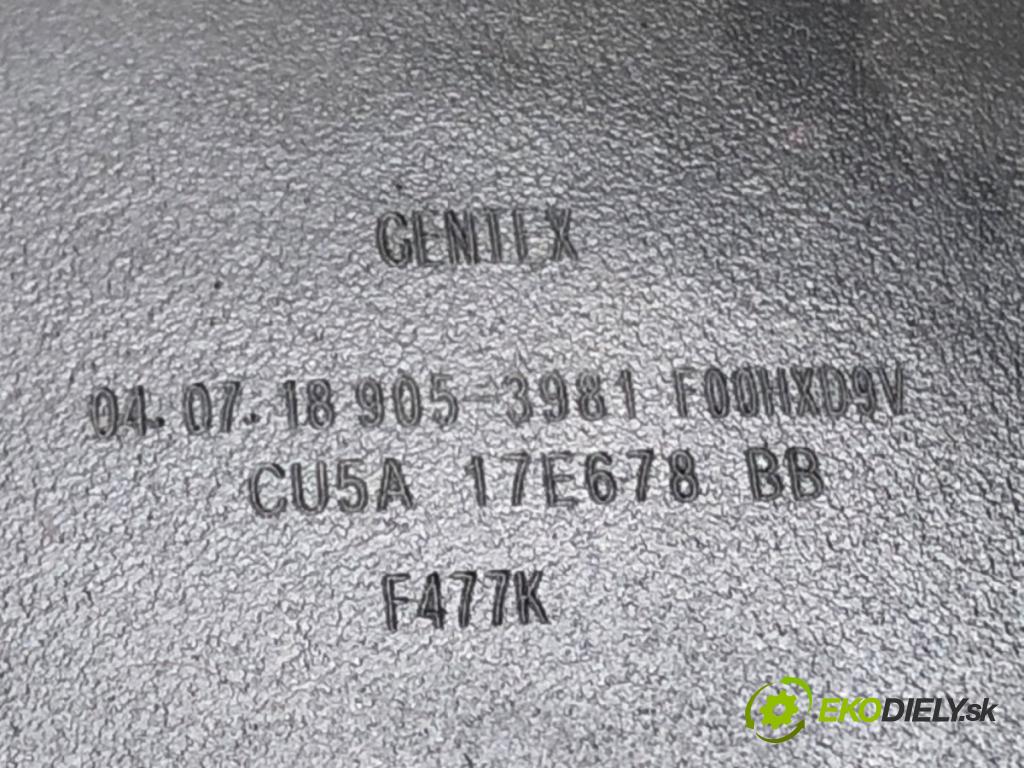 GENTEX
04.07.18 905-3981 F00HXD9V
CU5A 17E678 BB
F477K
EKODIELY.sk